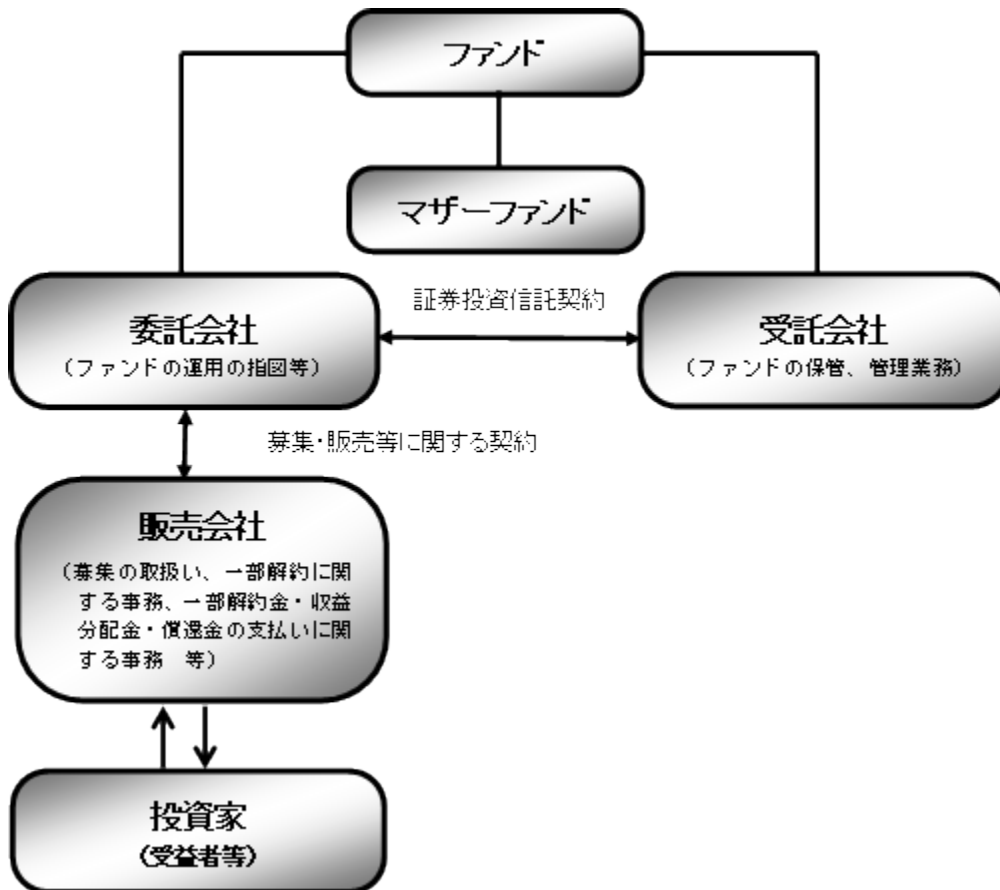 ファンド
マザーファンド
証券投資信託契約
委託会社
(ファンドの運用の指図等)
受託会社
(ファンドの保管、管理業務)
募集・販売等に関する契約
販売会社
(募集の取扱い、一部解約に関
する事務、一部解約金・収益
分配金・償還金の支払いに関
する事務 等)
投資家
(受益者等)